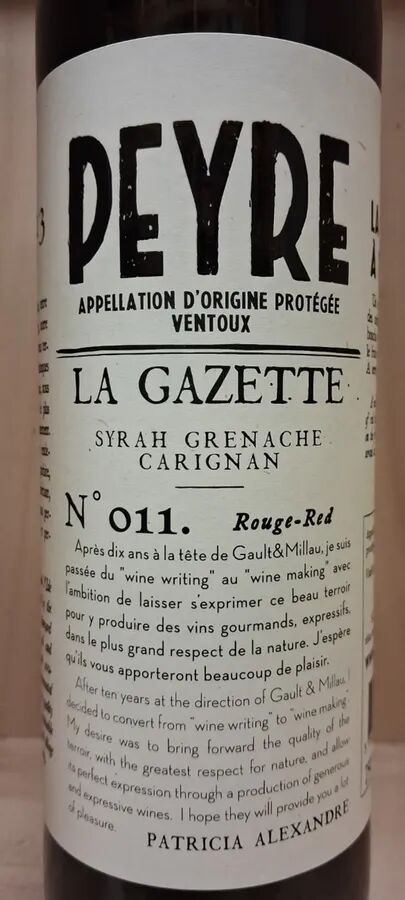 PEYRE
APPELLATION D'ORIGINE PROTÉGÉE
VENTOUX
LA GAZETTE
SYRAH GRENACHE
CARIGNAN
N° 011. Rouge-Red
Après dix ans à la tête de Gault&Millau, je suis
passée du "wine writing" au "wine making" avec
l'ambition de laisser s'exprimer ce beau terroir
pour y produire des vins gourmands, expressifs,
dans le plus grand respect de la nature. J'espère
qu'ils vous apporteront beaucoup de plaisir.
After ten years at the direction of Gault & Millau,
decided to convert from "wine writing" to "wine making"
My desire was to bring forward the quality of the
terroir, with the greatest respect for nature, and allow
its perfect expression through a production of generous
and expressive wines. I hope they will provide you a lot
of pleasure.
PATRICIA ALEXANDRE